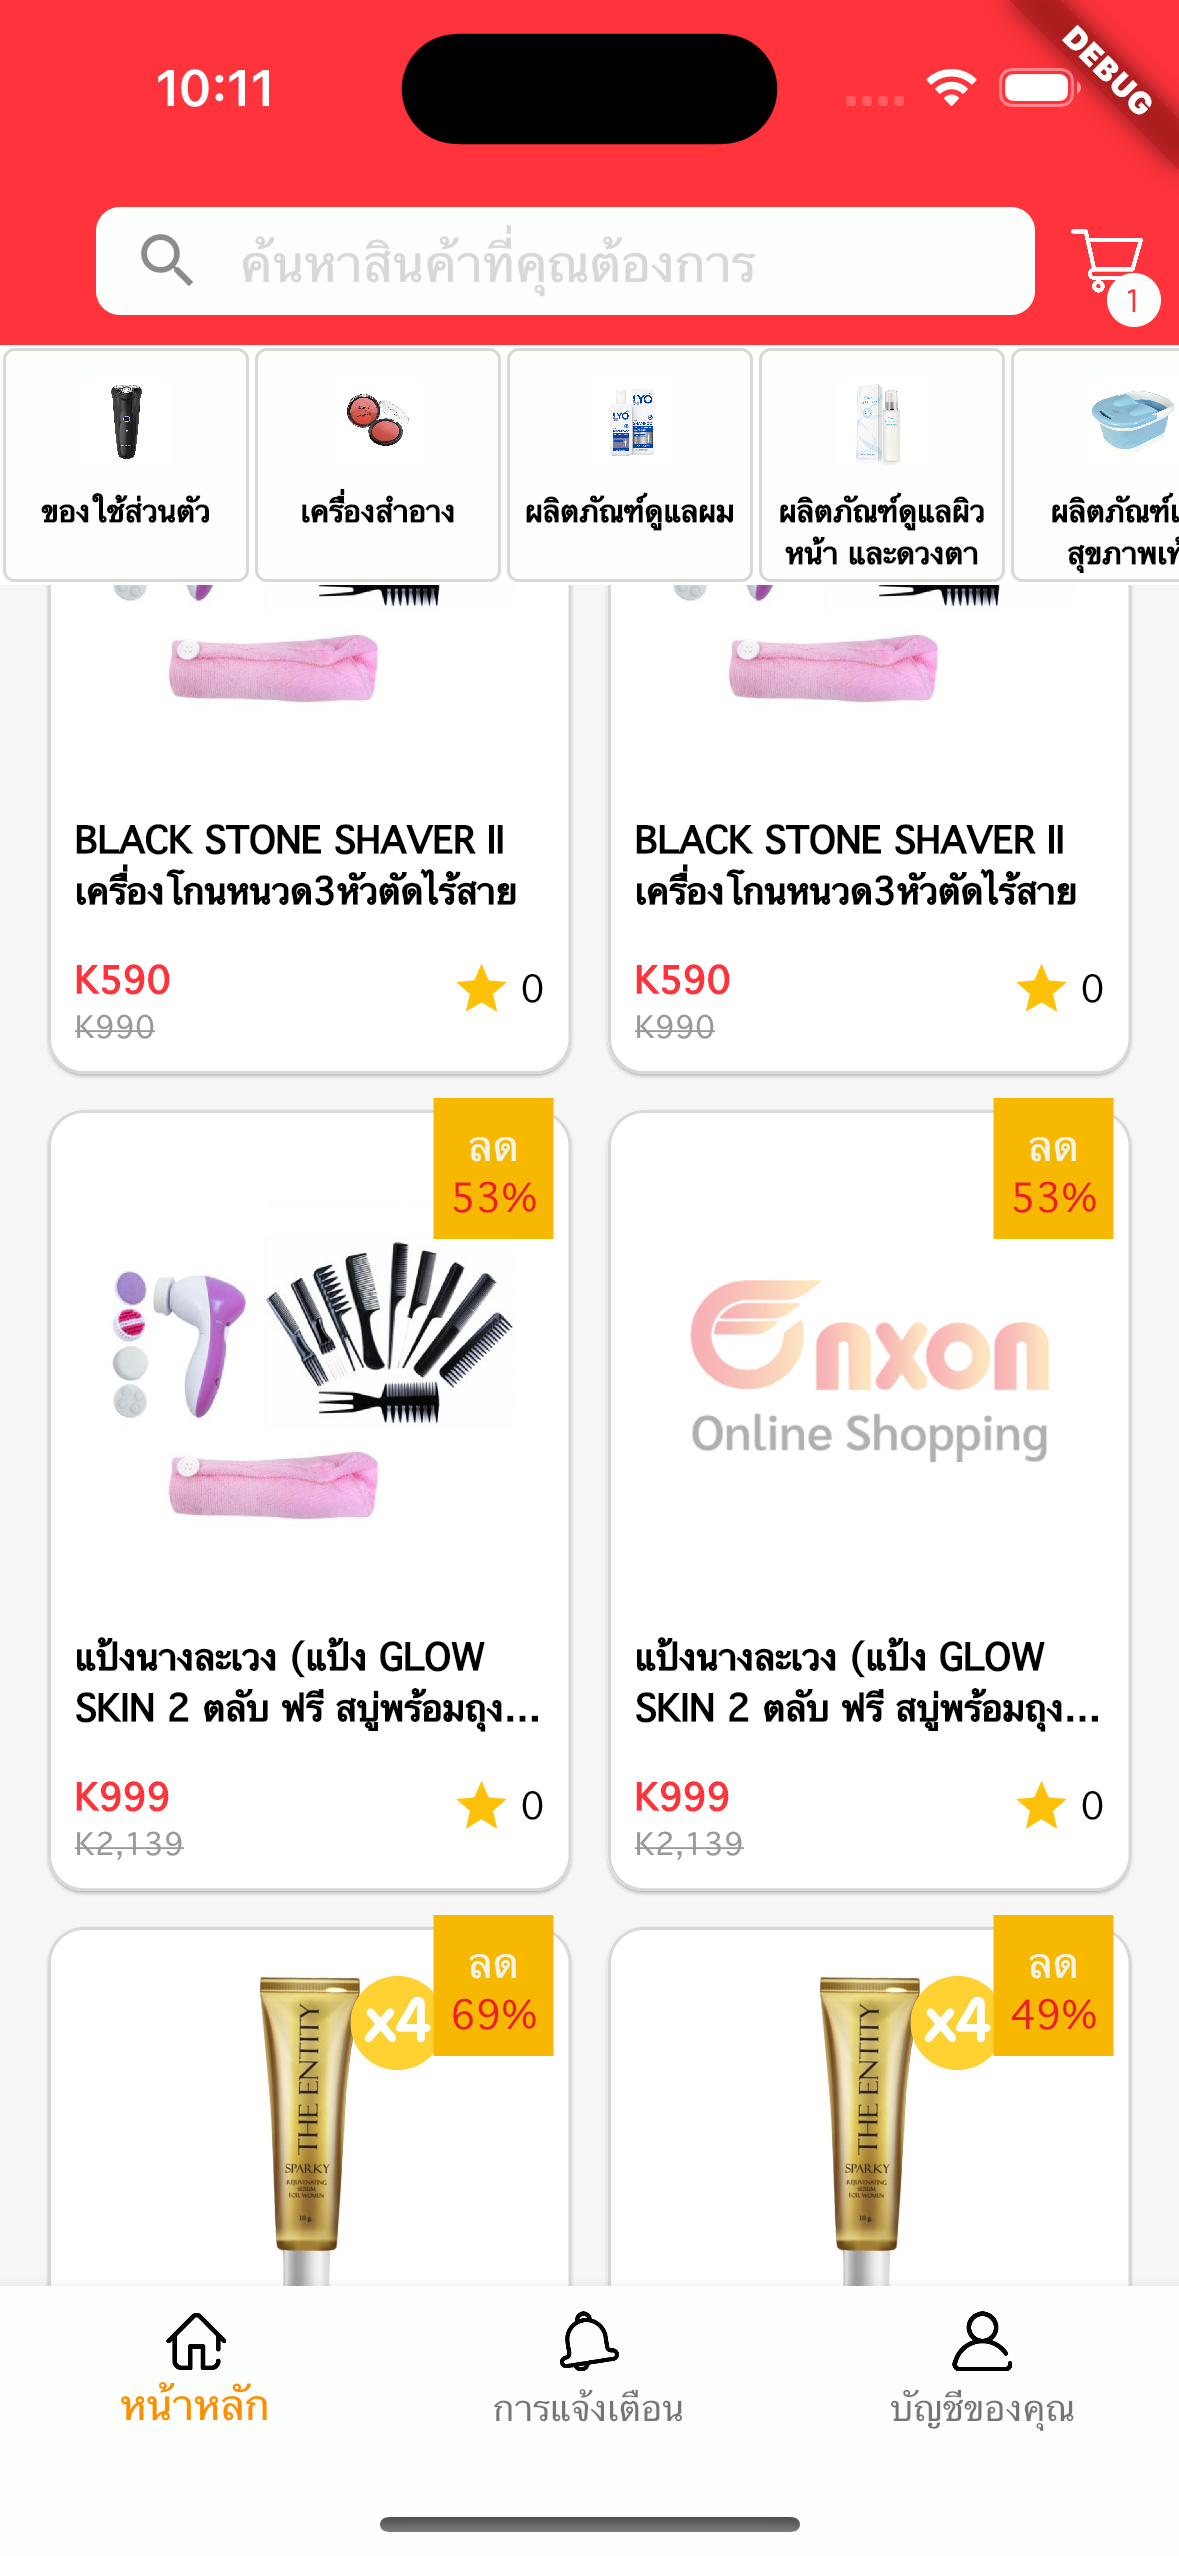 10:11
DEBUG
ค้นหาสินค้าที่คุณต้องการ
1
ของใช้ส่วนตัว
เครื่องสำอาง
ผลิตภัณฑ์ดูแลผม
ผลิตภัณฑ์ดูแลผิว
หน้า และดวงตา
ผลิตภัณฑ์
สุขภาพ
BLACK STONE SHAVER II
เครื่องโกนหนวด3หัวตัดไร้สาย
K590
0
K990
BLACK STONE SHAVER II
เครื่องโกนหนวด3หัวตัดไร้สาย
K590
0
K990
ลด
53%
แป้งนางละเวง (แป้ง GLOW
SKIN 2 ตลับ ฟรี สบู่พร้อมถุง...
K999
0
K2,139
ลด
53%
enxon
Online Shopping
แป้งนางละเวง (แป้ง GLOW
SKIN 2 ตลับ ฟรี สบู่พร้อมถุง...
K999
0
K2,139
ลด
69%
x4
THE ENTITY
SPARKY
REJUVENATING
SERUM
FOR WOMEN
ลด
49%
x4
THE ENTITY
SPARKY
REJUVENATING
SERUM
FOR WOMEN
หน้าหลัก
การแจ้งเตือน
บัญชีของคุณ